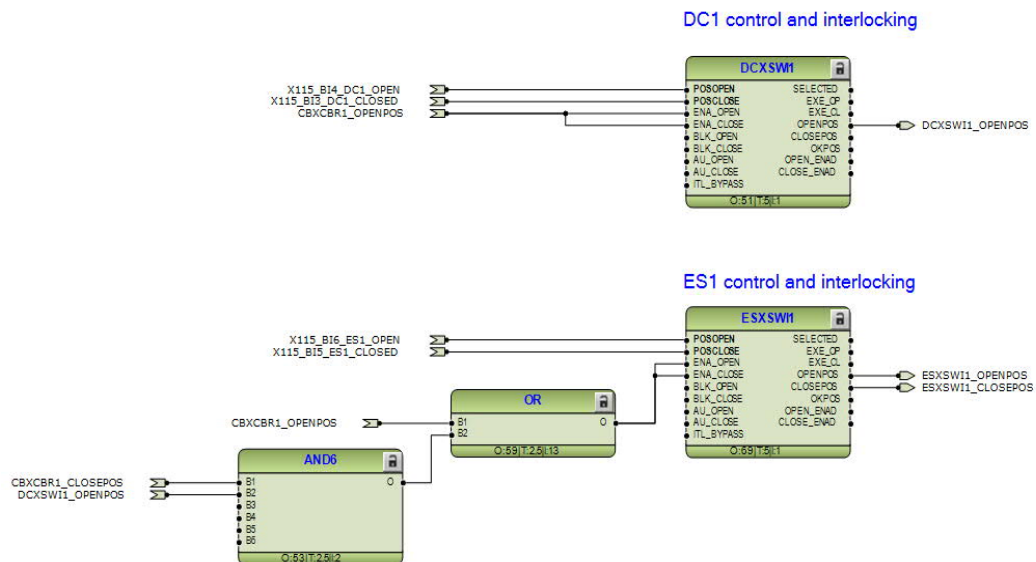 DC1 control and interlocking
DCXSWI1
X115_BI4_DC1_OPEN
X115_BI3_DC1_CLOSED
CBXCBR1_OPENPOS
POSOPEN SELECTED
POSCLOSE EXE_OP
ENA_OPEN EXE_CL
ENA_CLOSE OPENPOS
BLK_OPEN CLOSEPOS
BLK_CLOSE OKPOS
AU_OPEN OPEN_ENAD
AU_CLOSE CLOSE_ENAD
ITL_BYPASS
O:51|T:5|I:1
DCXSWI1_OPENPOS
ES1 control and interlocking
ESXSWI1
X115_BI6_ES1_OPEN
X115_BI5_ES1_CLOSED
POSOPEN SELECTED
POSCLOSE EXE_OP
ENA_OPEN EXE_CL
ENA_CLOSE OPENPOS
BLK_OPEN CLOSEPOS
BLK_CLOSE OKPOS
AU_OPEN OPEN_ENAD
AU_CLOSE CLOSE_ENAD
ITL_BYPASS
O:69|T:5|I:1
ESXSWI1_OPENPOS
ESXSWI1_CLOSEPOS
OR
CBXCBR1_OPENPOS
B1 O
B2
O:59|T:2.5|I:13
AND6
CBXCBR1_CLOSEPOS
DCXSWI1_OPENPOS
B1 O
B2
B3
B4
B5
B6
O:53|T:2.5|I:2